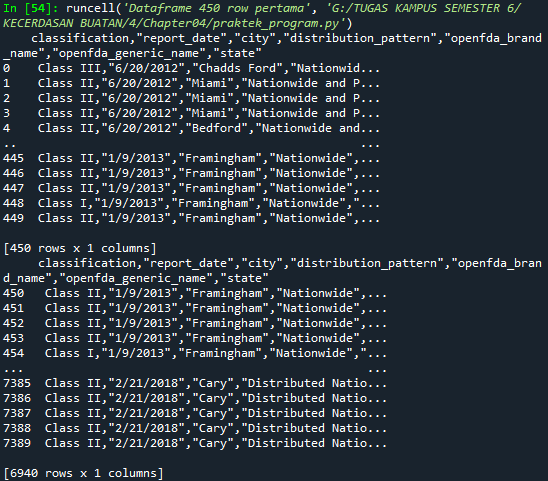 In [54]: runcell('Dataframe 450 row pertama', 'G:/TUGAS KAMPUS SEMESTER 6/
KECERDASAN BUATAN/4/Chapter04/praktek_program.py')
classification,"report_date","city","distribution_pattern","openfda_brand
_name","openfda_generic_name","state"
0 Class III,"6/20/2012","Chadds Ford","Nationwid...
1 Class II,"6/20/2012","Miami","Nationwide and P...
2 Class II,"6/20/2012","Miami","Nationwide and P...
3 Class II,"6/20/2012","Miami","Nationwide and P...
4 Class II,"6/20/2012","Bedford","Nationwide and...
.. ...
445 Class II,"1/9/2013","Framingham","Nationwide",...
446 Class II,"1/9/2013","Framingham","Nationwide",...
447 Class II,"1/9/2013","Framingham","Nationwide",...
448 Class I,"1/9/2013","Framingham","Nationwide","...
449 Class II,"1/9/2013","Framingham","Nationwide",...
[450 rows x 1 columns]
classification,"report_date","city","distribution_pattern","openfda_bran
d_name","openfda_generic_name","state"
450 Class II,"1/9/2013","Framingham","Nationwide",...
451 Class II,"1/9/2013","Framingham","Nationwide",...
452 Class II,"1/9/2013","Framingham","Nationwide",...
453 Class II,"1/9/2013","Framingham","Nationwide",...
454 Class I,"1/9/2013","Framingham","Nationwide","...
... ...
7385 Class II,"2/21/2018","Cary","Distributed Natio...
7386 Class II,"2/21/2018","Cary","Distributed Natio...
7387 Class II,"2/21/2018","Cary","Distributed Natio...
7388 Class II,"2/21/2018","Cary","Distributed Natio...
7389 Class II,"2/21/2018","Cary","Distributed Natio...
[6940 rows x 1 columns]